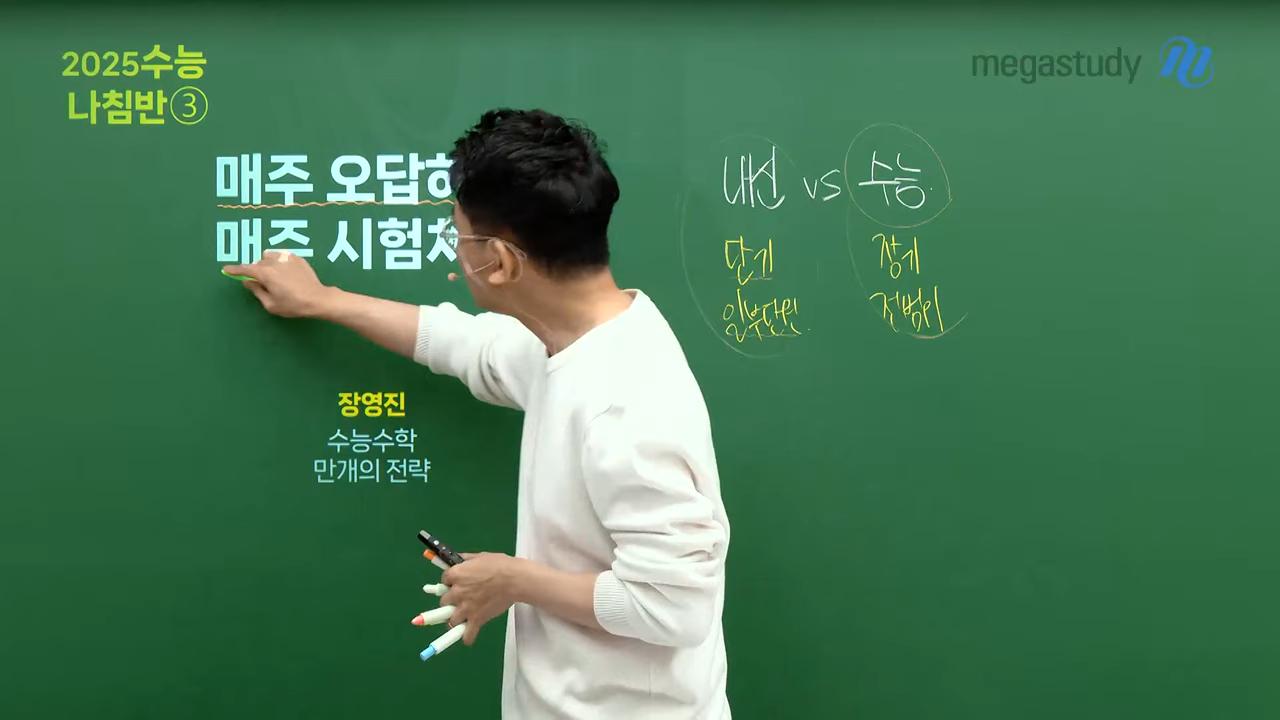 2025수능
나침반③
megastudy
매주 오답하
매주 시험치
내신 vs 수능
단기
장기
일부단원.
전범위
장영진
수능수학
만개의 전략